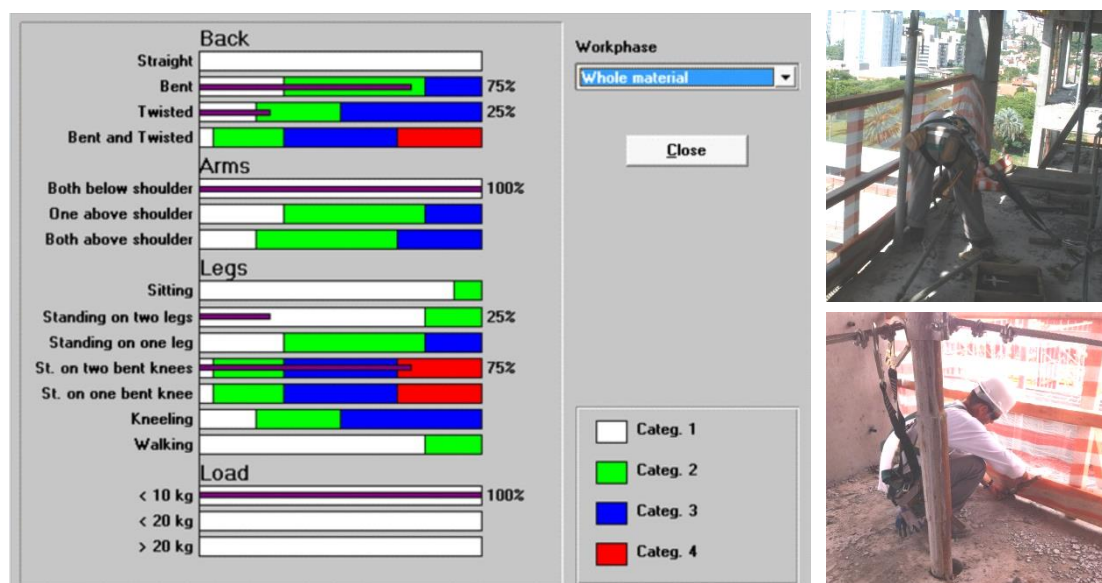 Back
Straight
Bent 75%
Twisted 25%
Bent and Twisted
Arms
Both below shoulder 100%
One above shoulder
Both above shoulder
Legs
Sitting
Standing on two legs 25%
Standing on one leg
St. on two bent knees 75%
St. on one bent knee
Kneeling
Walking
Load
< 10 kg 100%
< 20 kg
> 20 kg
Workphase
Whole material
Close
Categ. 1
Categ. 2
Categ. 3
Categ. 4